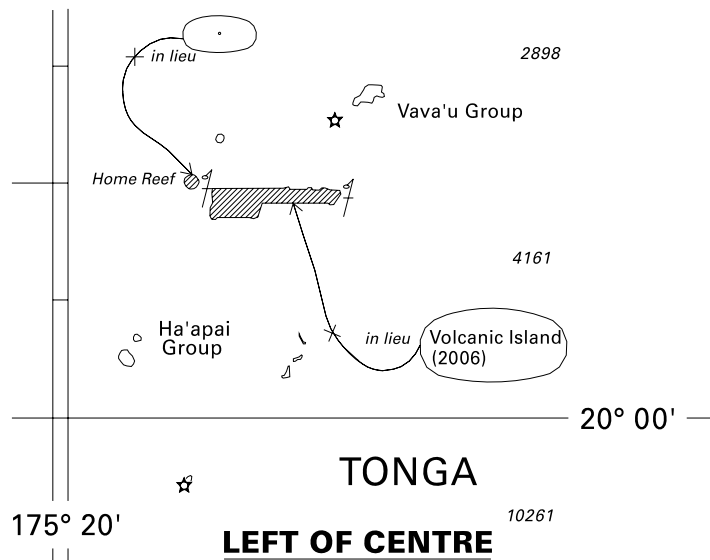 in lieu
2898
Vava'u Group
Home Reef
4161
Ha'apai
Group
in lieu
Volcanic Island
(2006)
20° 00'
TONGA
175° 20'
10261
LEFT OF CENTRE